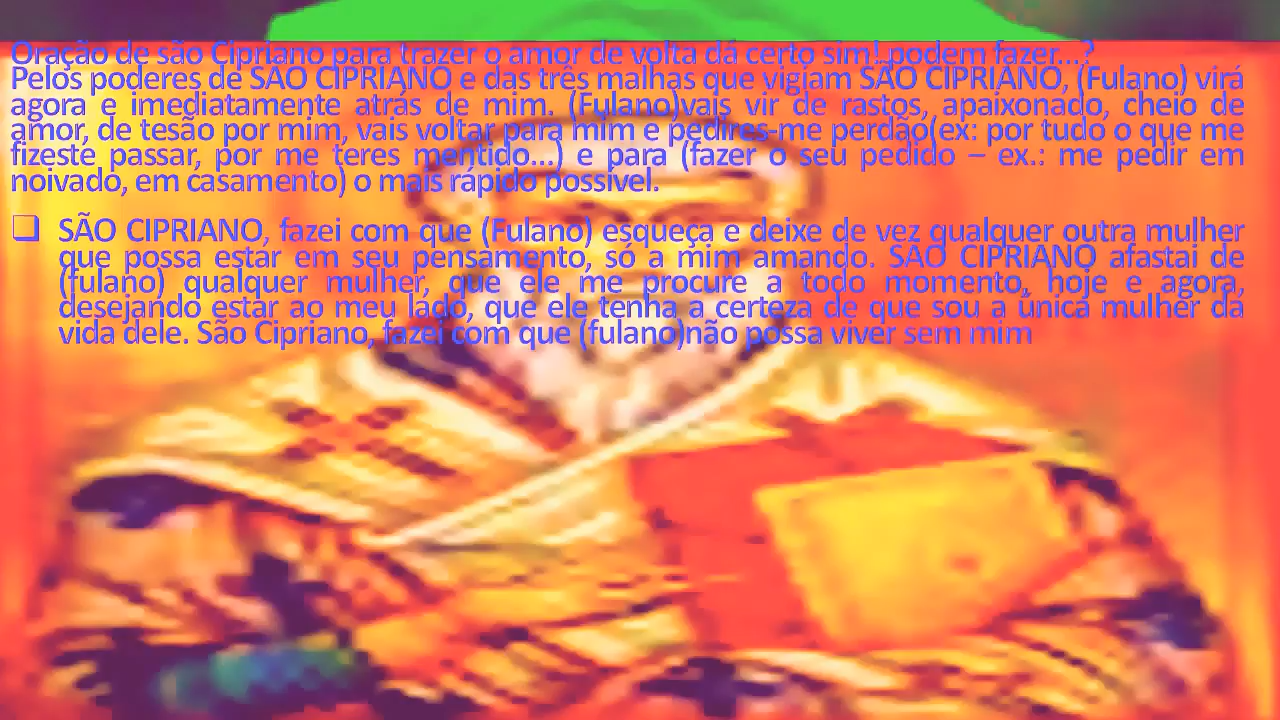 Oração de são Cipriano para trazer o amor de volta dá certo sim! podem fazer...?
Pelos poderes de SÃO CIPRIANO e das três malhas que vigiam SÃO CIPRIANO, (Fulano) virá
agora e imediatamente atrás de mim. (Fulano)vais vir de rastos, apaixonado, cheio de
amor, de tesão por mim, vais voltar para mim e pedires-me perdão(ex: por tudo o que me
fizeste passar, por me teres mentido...) e para (fazer o seu pedido – ex.: me pedir em
noivado, em casamento) o mais rápido possível.
❑ SÃO CIPRIANO, fazei com que (Fulano) esqueça e deixe de vez qualquer outra mulher
que possa estar em seu pensamento, só a mim amando. SÃO CIPRIANO afastai de
(fulano) qualquer mulher, que ele me procure a todo momento, hoje e agora,
desejando estar ao meu lado, que ele tenha a certeza de que sou a única mulher da
vida dele. São Cipriano, fazei com que (fulano)não possa viver sem mim